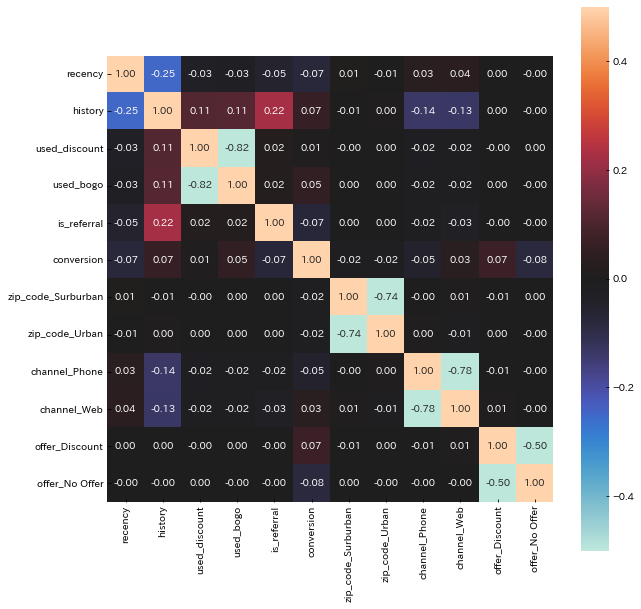 recency 1.00 -0.25 -0.03 -0.03 -0.05 -0.07 0.01 -0.01 0.03 0.04 0.00 -0.00
history -0.25 1.00 0.11 0.11 0.22 0.07 -0.01 0.00 -0.14 -0.13 0.00 -0.00
used_discount -0.03 0.11 1.00 -0.82 0.02 0.01 -0.00 0.00 -0.02 -0.02 -0.00 0.00
used_bogo -0.03 0.11 -0.82 1.00 0.02 0.05 0.00 0.00 -0.02 -0.02 0.00 -0.00
is_referral -0.05 0.22 0.02 0.02 1.00 -0.07 0.00 0.00 -0.02 -0.03 -0.00 -0.00
conversion -0.07 0.07 0.01 0.05 -0.07 1.00 -0.02 -0.02 -0.05 0.03 0.07 -0.08
zip_code_Surburban 0.01 -0.01 -0.00 0.00 0.00 -0.02 1.00 -0.74 -0.00 0.01 -0.01 0.00
zip_code_Urban -0.01 0.00 0.00 0.00 0.00 -0.02 -0.74 1.00 0.00 -0.01 0.00 -0.00
channel_Phone 0.03 -0.14 -0.02 -0.02 -0.02 -0.05 -0.00 0.00 1.00 -0.78 -0.01 0.00
channel_Web 0.04 -0.13 -0.02 -0.02 -0.03 0.03 0.01 -0.01 -0.78 1.00 0.01 -0.00
offer_Discount 0.00 0.00 -0.00 0.00 -0.00 0.07 -0.01 0.00 -0.01 0.01 1.00 -0.50
offer_No Offer -0.00 -0.00 0.00 -0.00 -0.00 -0.08 0.00 -0.00 0.00 -0.00 -0.50 1.00
recency history used_discount used_bogo is_referral conversion zip_code_Surburban zip_code_Urban channel_Phone channel_Web offer_Discount offer_No Offer
0.4
0.2
0.0
−0.2
−0.4